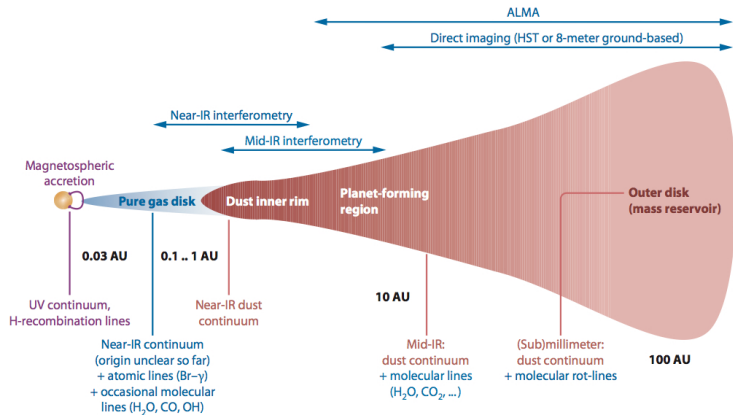 ALMA
Direct imaging (HST or 8-meter ground-based)
Near-IR interferometry
Mid-IR interferometry
Magnetospheric
accretion
Pure gas disk
Dust inner rim
Planet-forming
region
Outer disk
(mass reservoir)
0.03 AU
0.1 .. 1 AU
10 AU
100 AU
UV continuum,
H-recombination lines
Near-IR continuum
(origin unclear so far)
+ atomic lines (Br–γ)
+ occasional molecular
lines (H₂O, CO, OH)
Near-IR dust
continuum
Mid-IR:
dust continuum
+ molecular lines
(H₂O, CO₂, ...)
(Sub)millimeter:
dust continuum
+ molecular rot-lines